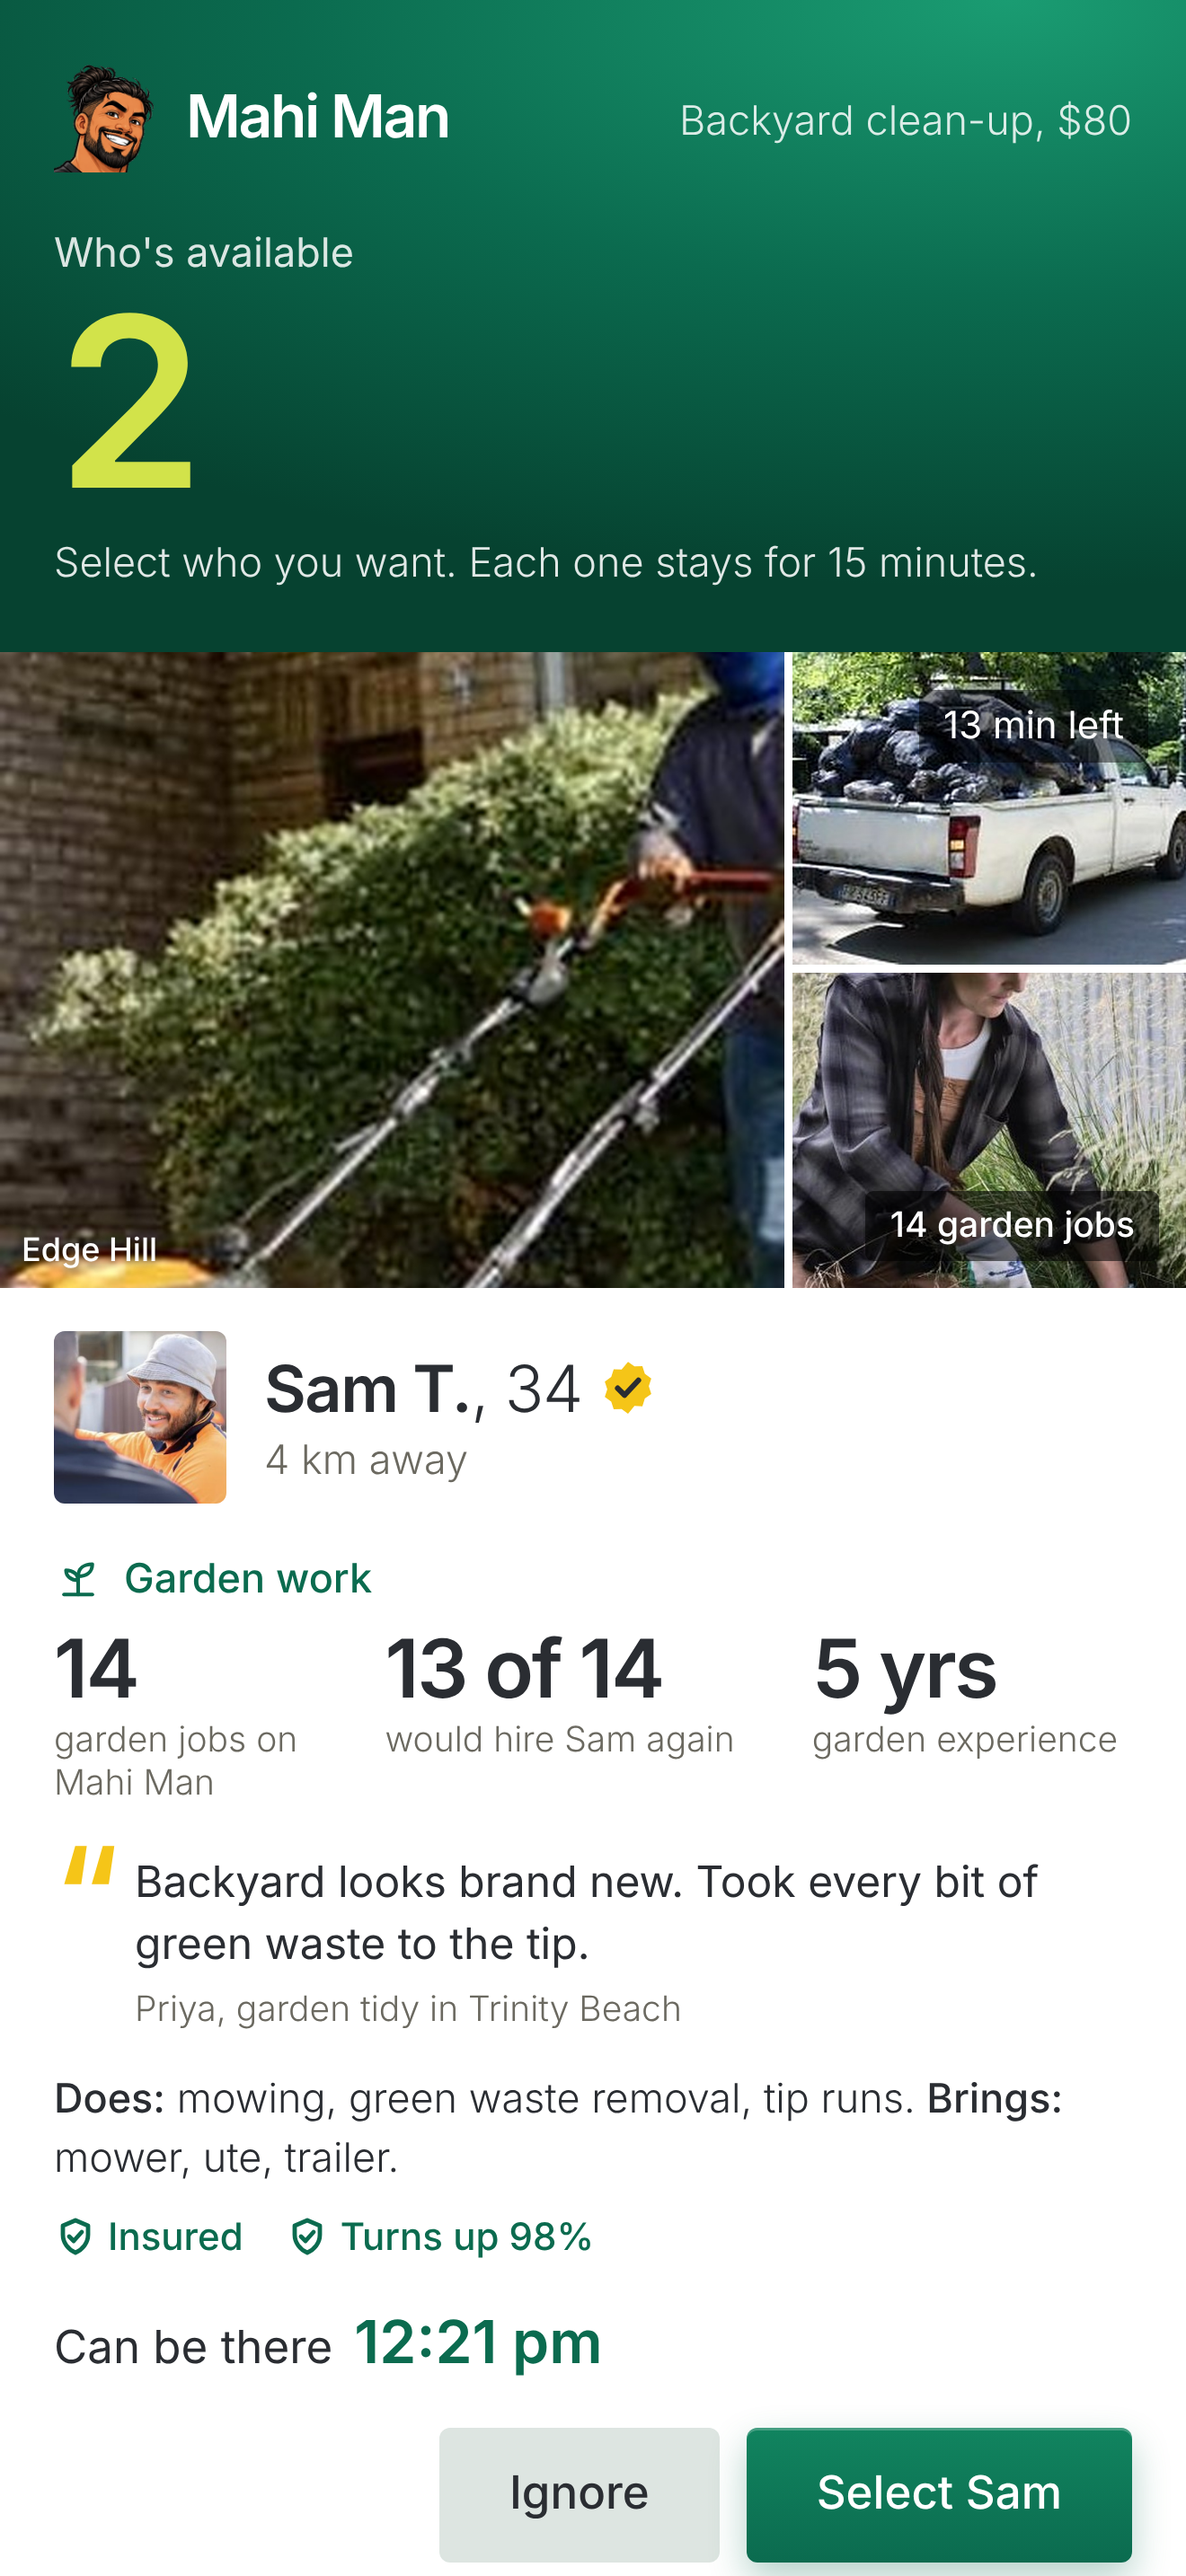 Mahi Man
Backyard clean-up, $80
Who's available
2
Select who you want. Each one stays for 15 minutes.
13 min left
Edge Hill
14 garden jobs
Sam T., 34
4 km away
Garden work
14
garden jobs on
Mahi Man
13 of 14
would hire Sam again
5 yrs
garden experience
"
Backyard looks brand new. Took every bit of
green waste to the tip.
Priya, garden tidy in Trinity Beach
Does: mowing, green waste removal, tip runs. Brings:
mower, ute, trailer.
Insured
Turns up 98%
Can be there 12:21 pm
Ignore
Select Sam